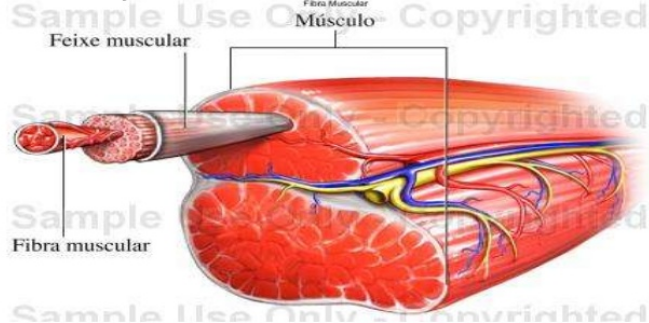 Sample Use Only - Copyrighted
Fibra Muscular
Músculo
Feixe muscular
Sample Use Only - Copyrighted
Sample Use Only - Copyrighted
Fibra muscular
Sample Use Only - Copyrighted